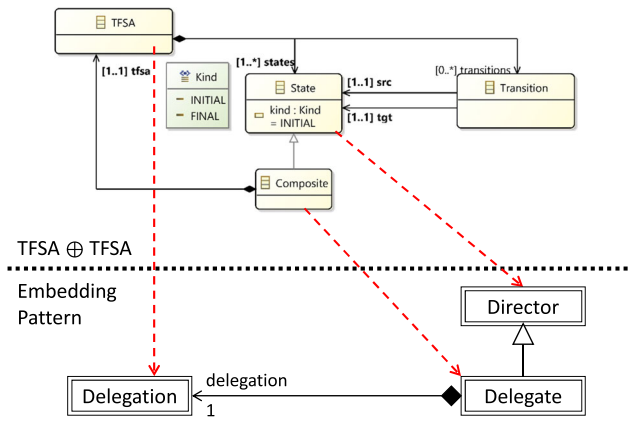 TFSA
[1..1] tfsa
[1..*] states
[0..*] transitions
Kind
INITIAL
FINAL
State
kind : Kind
= INITIAL
[1..1] src
[1..1] tgt
Transition
Composite
TFSA ⊕ TFSA
Embedding
Pattern
Director
Delegation
delegation
1
Delegate